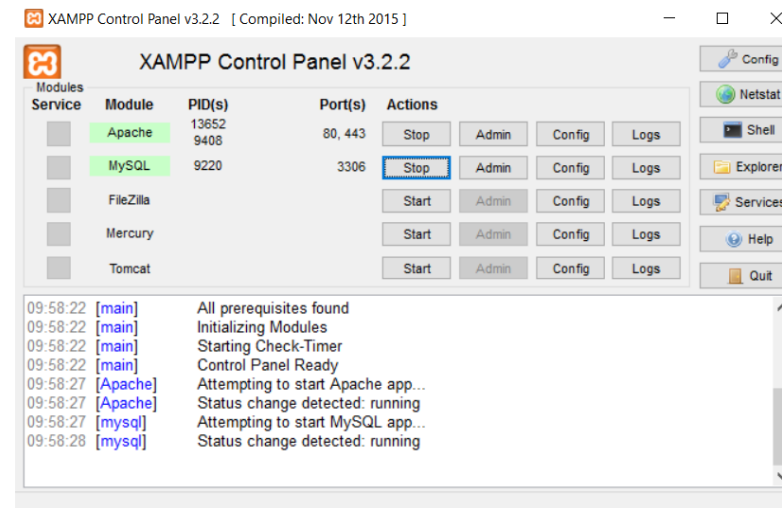 XAMPP Control Panel v3.2.2 [ Compiled: Nov 12th 2015 ]
XAMPP Control Panel v3.2.2
Config
Modules
Service Module PID(s) Port(s) Actions
Netstat
Apache 13652 9408 80, 443 Stop Admin Config Logs
Shell
MySQL 9220 3306 Stop Admin Config Logs
Explorer
FileZilla Start Admin Config Logs
Services
Mercury Start Admin Config Logs
Help
Tomcat Start Admin Config Logs
Quit
09:58:22 [main] All prerequisites found
09:58:22 [main] Initializing Modules
09:58:22 [main] Starting Check-Timer
09:58:22 [main] Control Panel Ready
09:58:27 [Apache] Attempting to start Apache app...
09:58:27 [Apache] Status change detected: running
09:58:27 [mysql] Attempting to start MySQL app...
09:58:28 [mysql] Status change detected: running